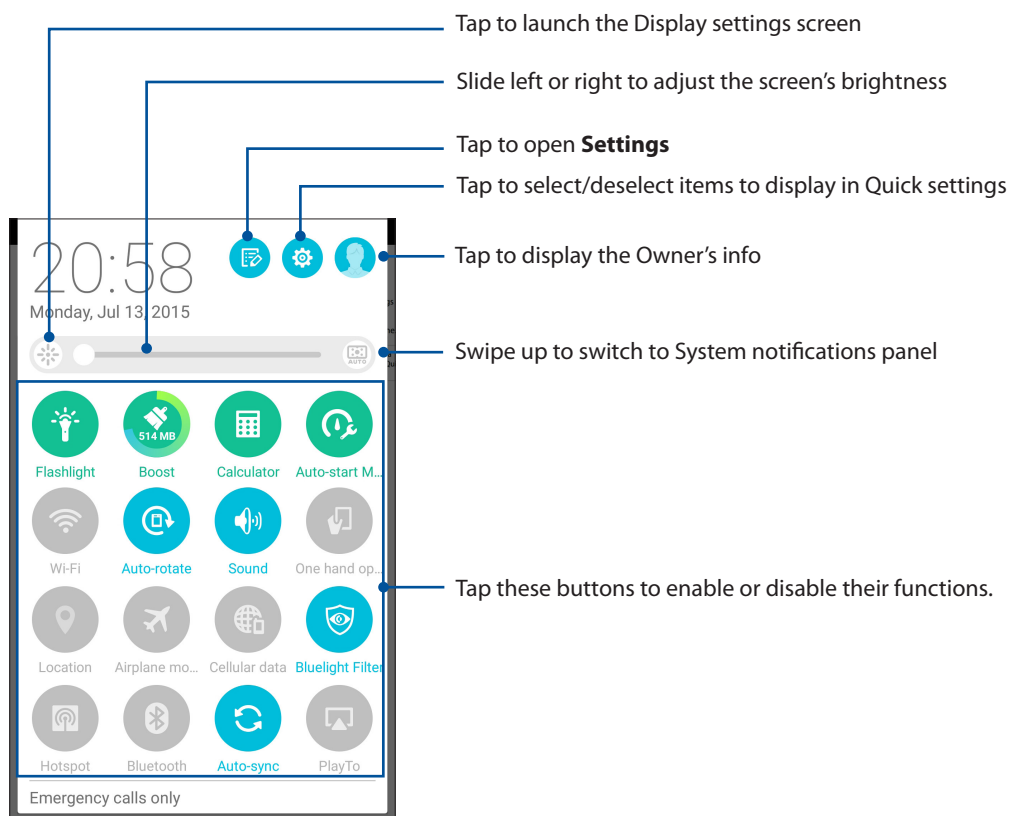 Tap to launch the Display settings screen
Slide left or right to adjust the screen's brightness
Tap to open Settings
Tap to select/deselect items to display in Quick settings
Tap to display the Owner's info
Swipe up to switch to System notifications panel
Tap these buttons to enable or disable their functions.
20:58
Monday, Jul 13, 2015
AUTO
514 MB
Flashlight Boost Calculator Auto-start M...
Wi-Fi Auto-rotate Sound One hand op...
Location Airplane mo... Cellular data Bluelight Filter
Hotspot Bluetooth Auto-sync PlayTo
Emergency calls only